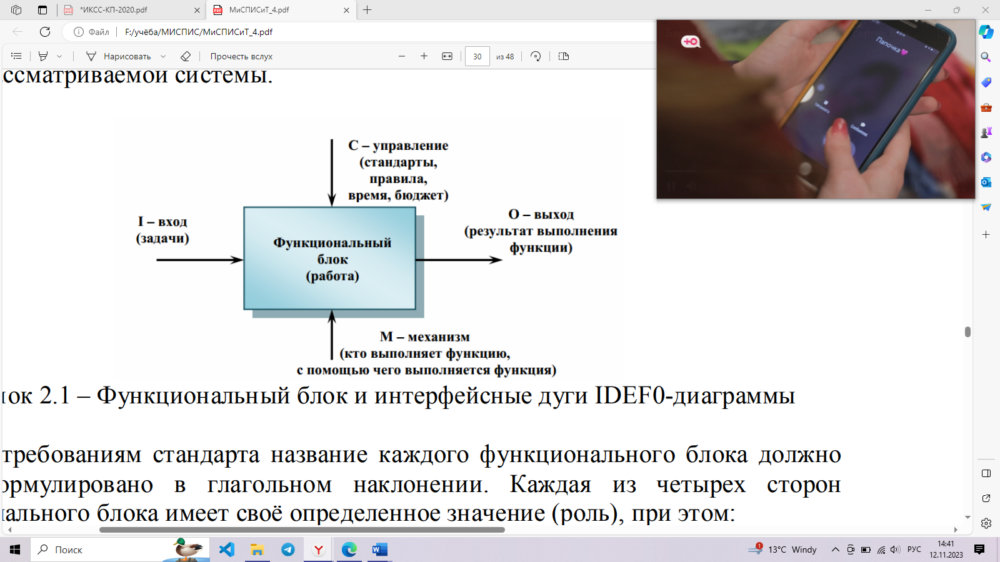 *ИКСС-КП-2020.pdf
МиСПИСиТ_4.pdf
Файл
F:/учёба/МИСПИС/МиСПИСиТ_4.pdf
Нарисовать
Прочесть вслух
30
из 48
ссматриваемой системы.
C – управление
(стандарты,
правила,
время, бюджет)
I – вход
(задачи)
Функциональный
блок
(работа)
O – выход
(результат выполнения
функции)
M – механизм
(кто выполняет функцию,
с помощью чего выполняется функция)
нок 2.1 – Функциональный блок и интерфейсные дуги IDEF0-диаграммы
требованиям стандарта название каждого функционального блока должно
ормулировано в глагольном наклонении. Каждая из четырех сторон
нального блока имеет своё определенное значение (роль), при этом:
Ю
Папочка
Сообщение
Поиск
1
13°C Windy
РУС
14:41
12.11.2023